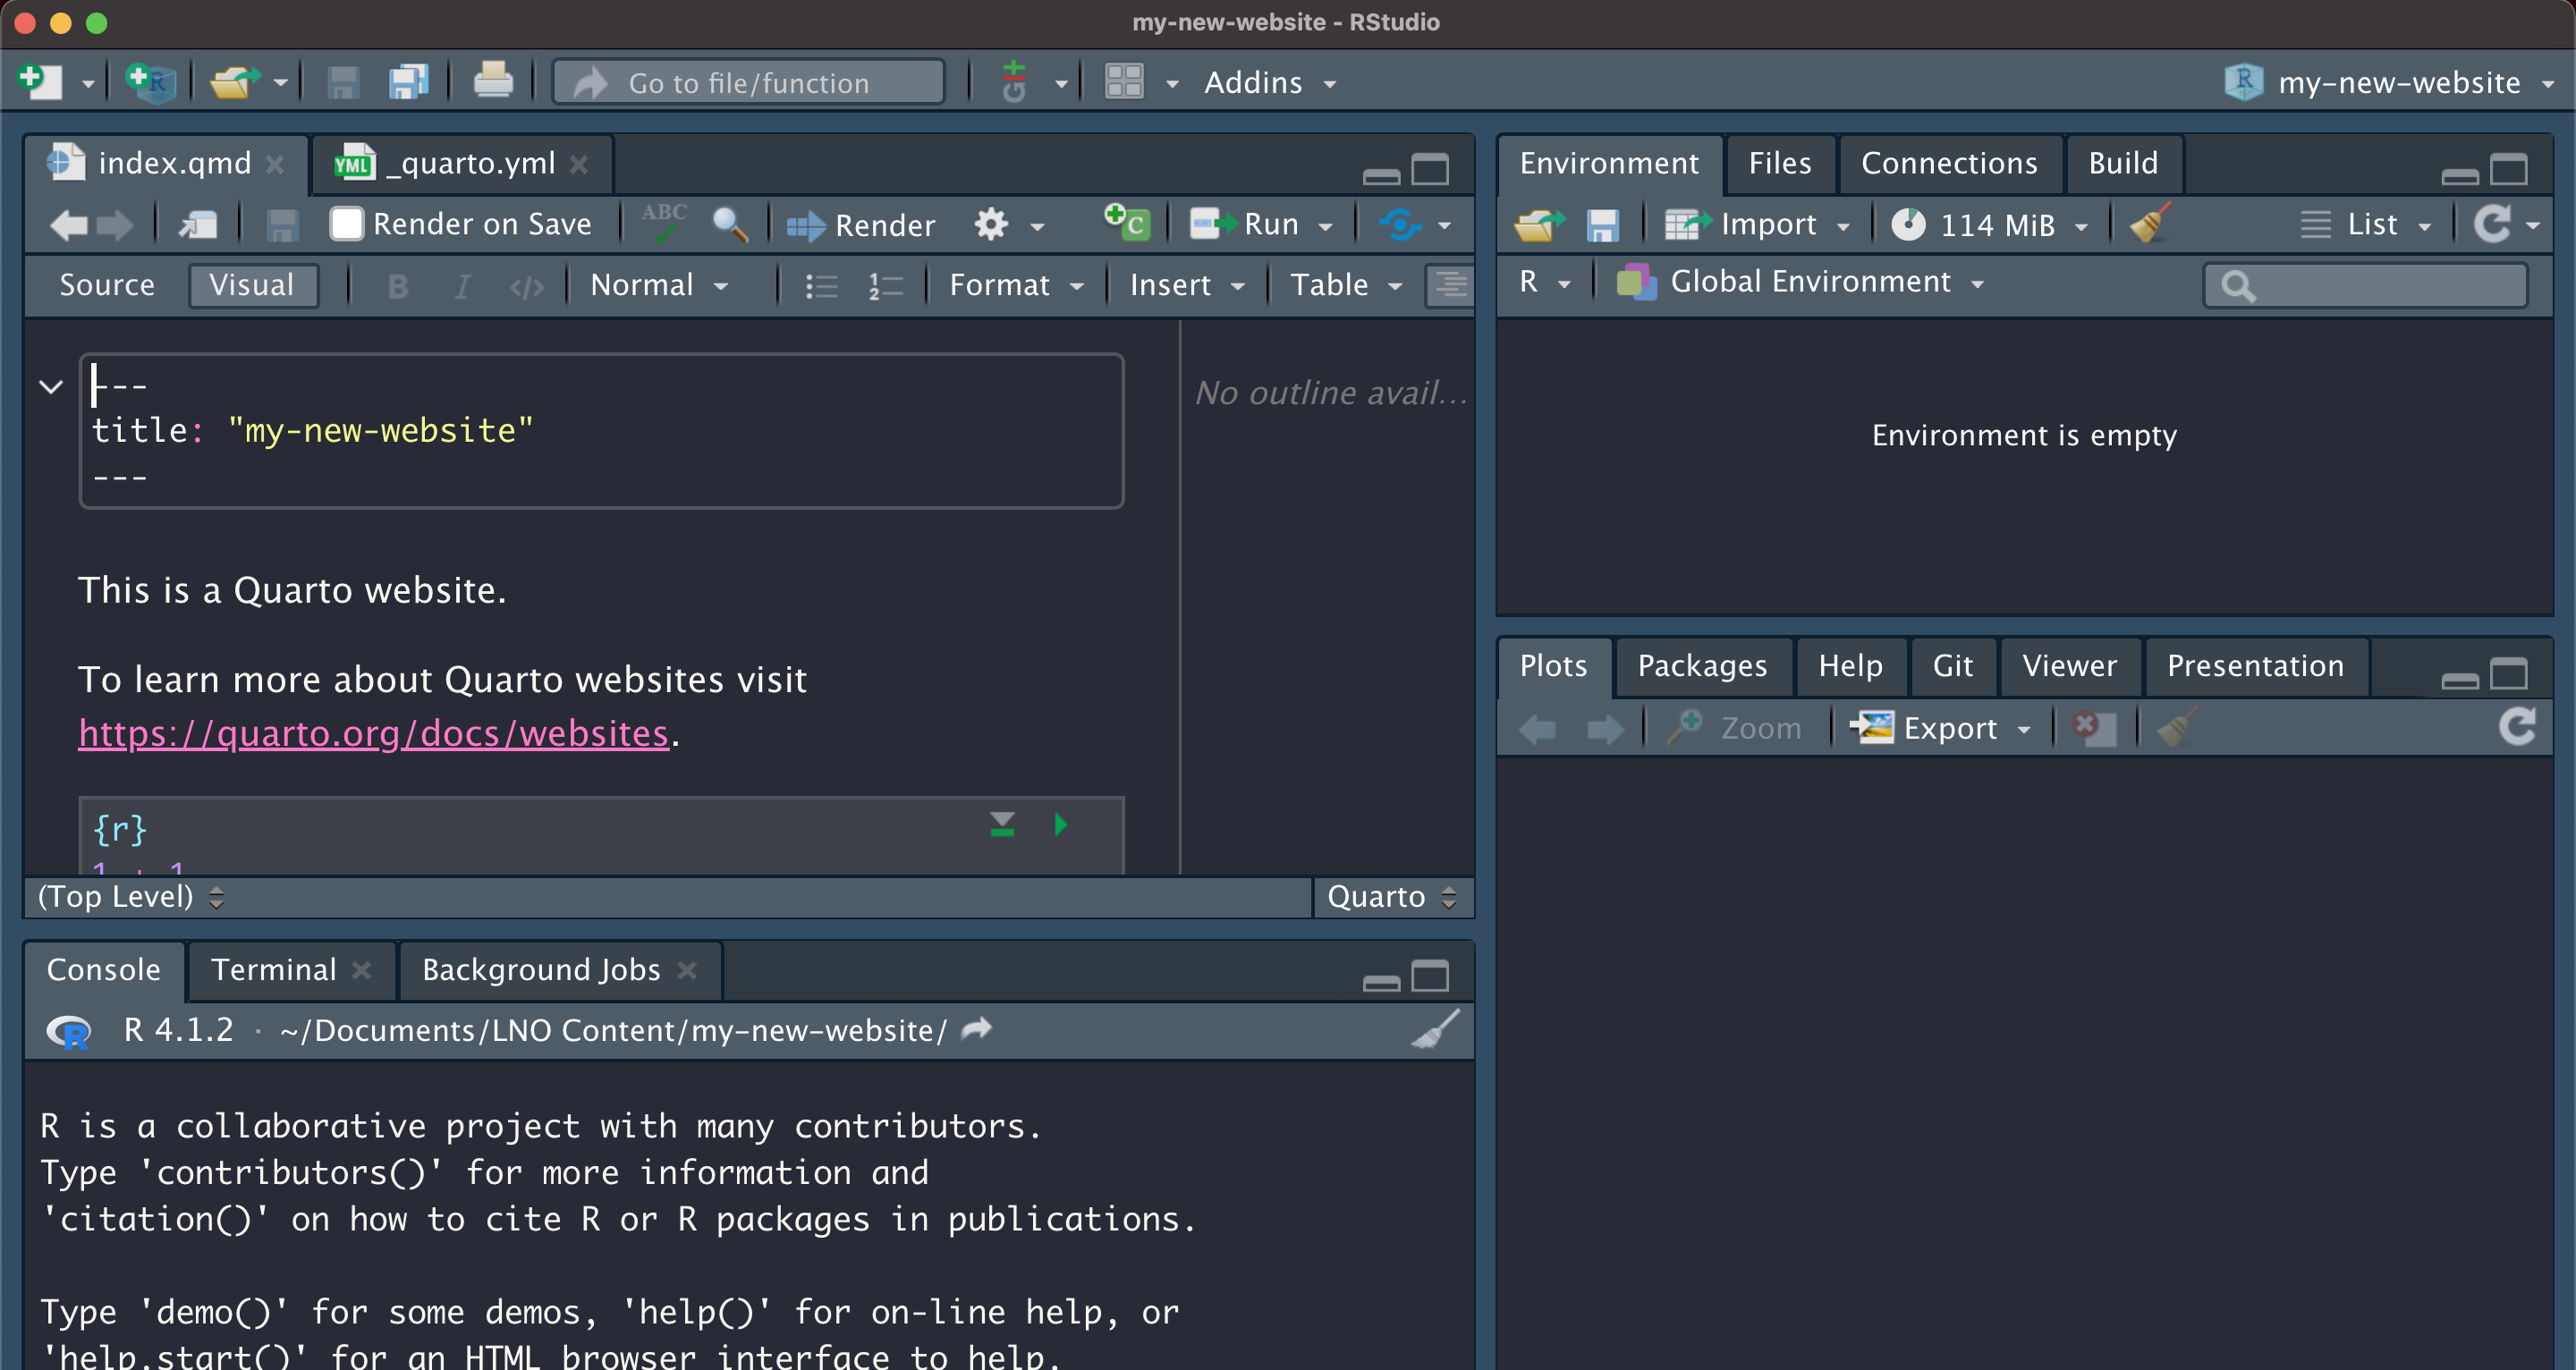 my-new-website - RStudio
Go to file/function
Addins
my-new-website
index.qmd
YML _quarto.yml
Render on Save
ABC
Render
Run
Source
Visual
B I </>
Normal
Format
Insert
Table
---
title: "my-new-website"
---
No outline avail...
This is a Quarto website.
To learn more about Quarto websites visit
https://quarto.org/docs/websites.
{r}
1 + 1
(Top Level)
Quarto
Console
Terminal
Background Jobs
R 4.1.2 · ~/Documents/LNO Content/my-new-website/
R is a collaborative project with many contributors.
Type 'contributors()' for more information and
'citation()' on how to cite R or R packages in publications.
Type 'demo()' for some demos, 'help()' for on-line help, or
'help.start()' for an HTML browser interface to help.
Environment
Files
Connections
Build
Import
114 MiB
List
R
Global Environment
Environment is empty
Plots
Packages
Help
Git
Viewer
Presentation
Zoom
Export